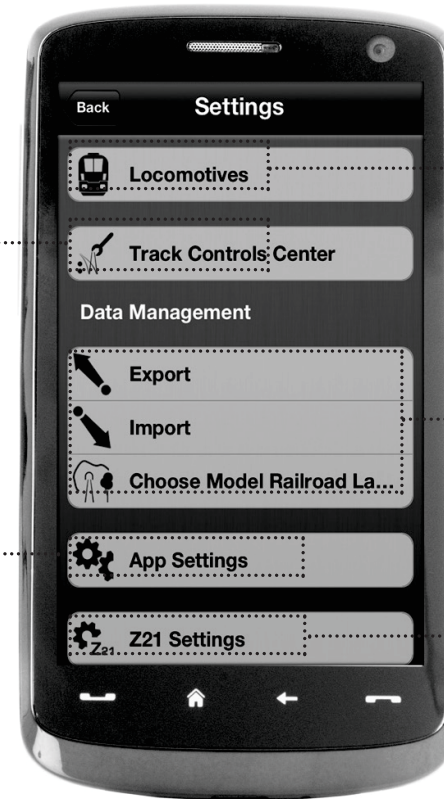 Back
Settings
Locomotives
Track Controls Center
Data Management
Export
Import
Choose Model Railroad La...
App Settings
Z21
Z21 Settings